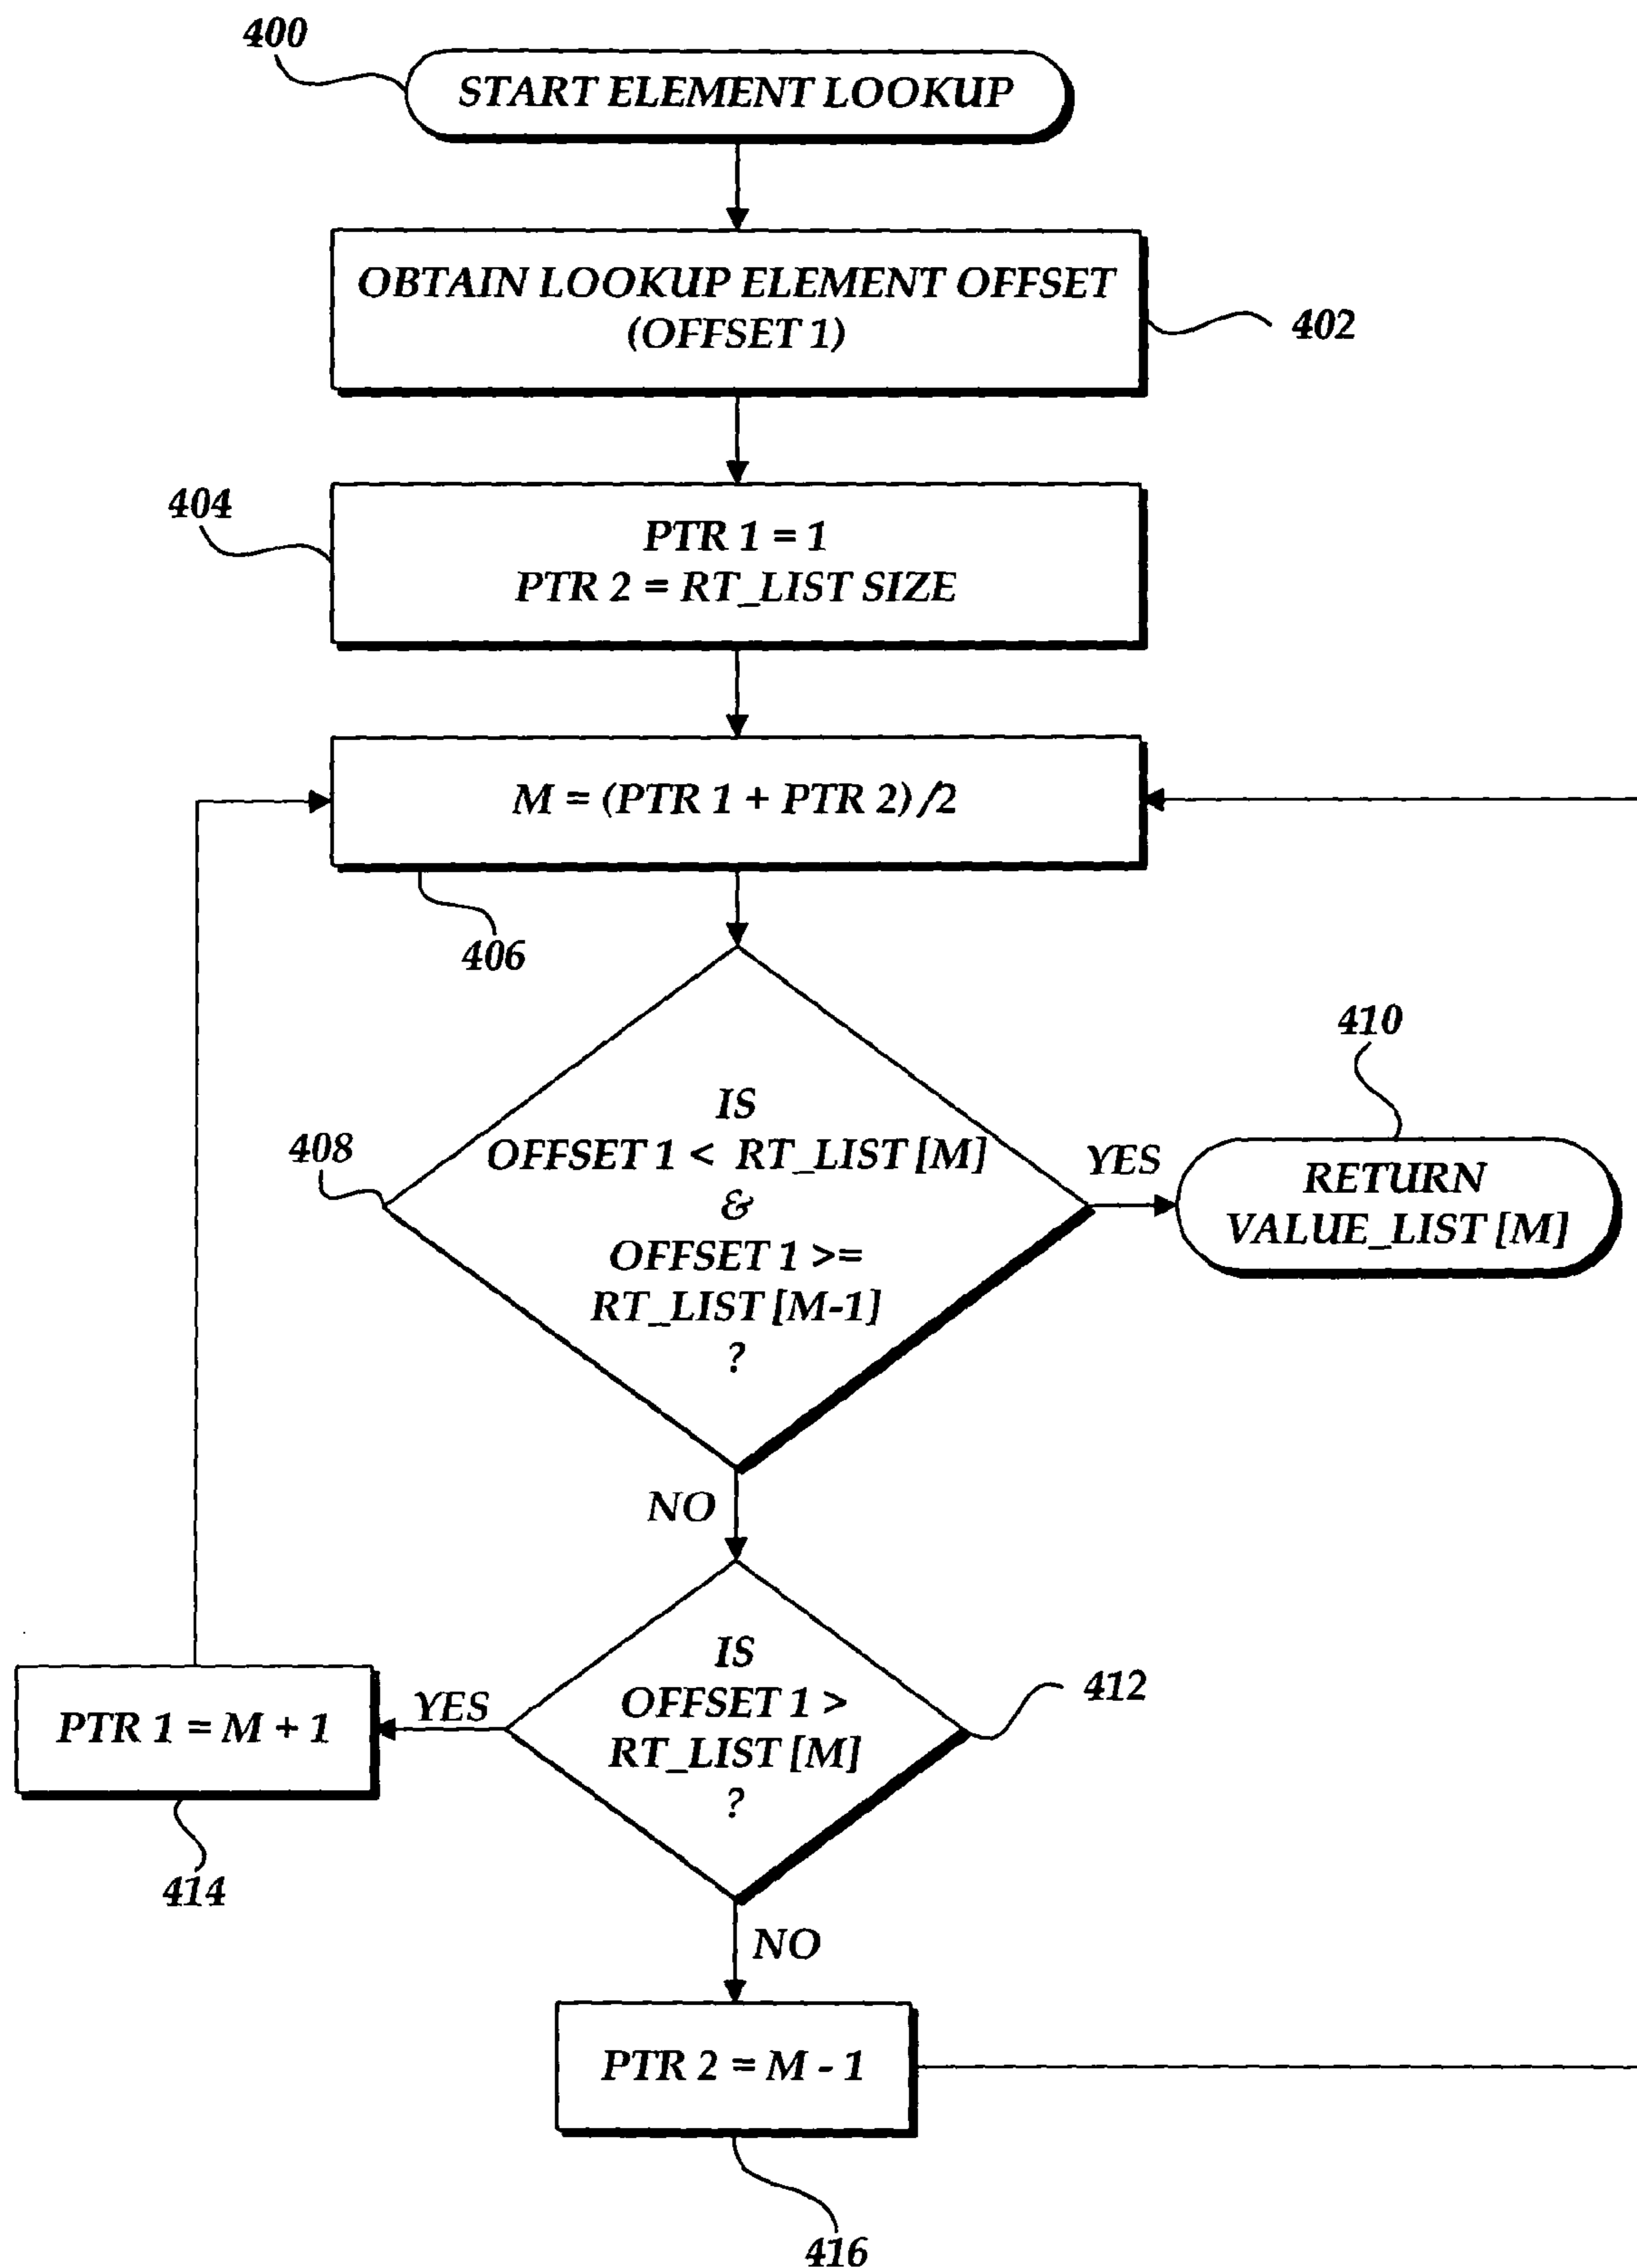 400
START ELEMENT LOOKUP
OBTAIN LOOKUP ELEMENT OFFSET
(OFFSET 1)
402
404
PTR 1 = 1
PTR 2 = RT_LIST SIZE
M = (PTR 1 + PTR 2) /2
406
408
IS
OFFSET 1 < RT_LIST [M]
&
OFFSET 1 >=
RT_LIST [M-1]
?
YES
410
RETURN
VALUE_LIST [M]
NO
IS
OFFSET 1 >
RT_LIST [M]
?
412
YES
PTR 1 = M + 1
414
NO
PTR 2 = M - 1
416